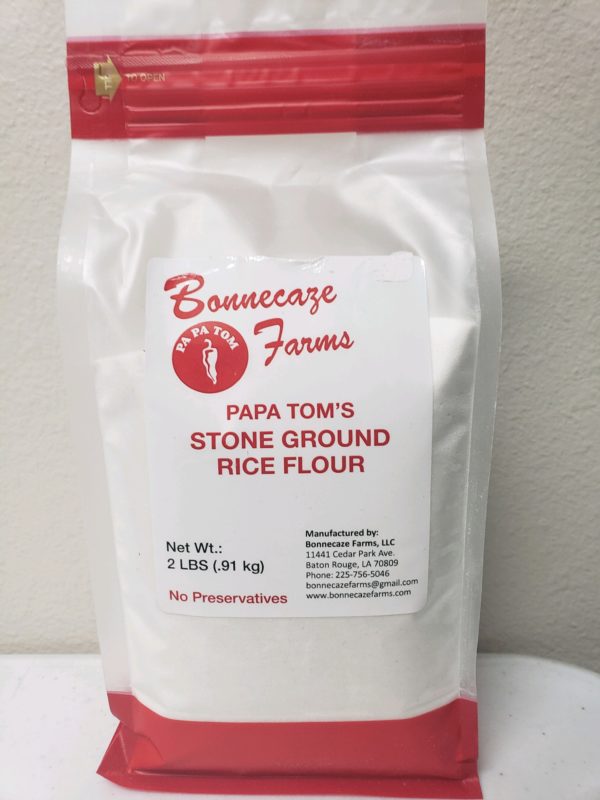 TO OPEN
Bonnecaze
Farms
PAPA TOM
PAPA TOM'S
STONE GROUND
RICE FLOUR
Net Wt.:
2 LBS (.91 kg)
No Preservatives
Manufactured by:
Bonnecaze Farms, LLC
11441 Cedar Park Ave.
Baton Rouge, LA 70809
Phone: 225-756-5046
bonnecazefarms@gmail.com
www.bonnecazefarms.com